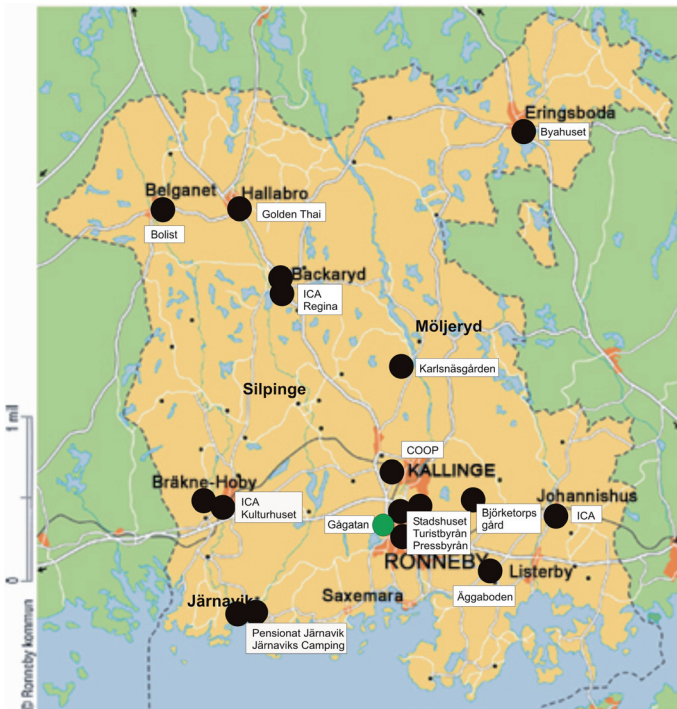 Eringsboda
Byahuset
Belganet
Hallabro
Bolist
Golden Thai
Backaryd
ICA
Regina
Möljeryd
Karlsnäsgården
Silpinge
1 mil
COOP
KALLINGE
Bräkne-Hoby
ICA
Kulturhuset
Gågatan
Stadshuset
Turistbyrån
Pressbyrån
Björketorps
gård
Johannishus
ICA
0
RONNEBY
Listerby
Äggaboden
Järnavik
Saxemara
Pensionat Järnavik
Järnaviks Camping
© Ronneby kommun